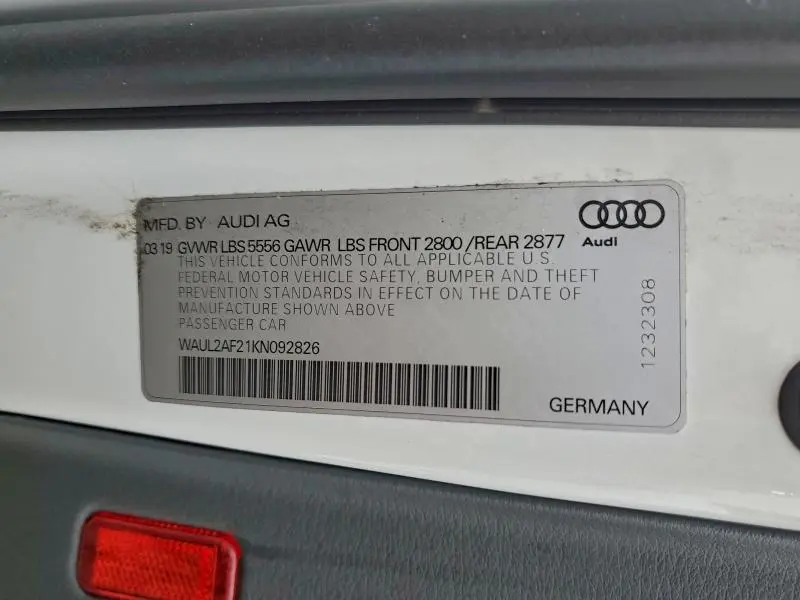 MFD. BY AUDI AG
Audi
03 19 GVWR LBS 5556 GAWR LBS FRONT 2800 /REAR 2877
THIS VEHICLE CONFORMS TO ALL APPLICABLE U.S.
FEDERAL MOTOR VEHICLE SAFETY, BUMPER AND THEFT
PREVENTION STANDARDS IN EFFECT ON THE DATE OF
MANUFACTURE SHOWN ABOVE
PASSENGER CAR
WAUL2AF21KN092826
1232308
GERMANY